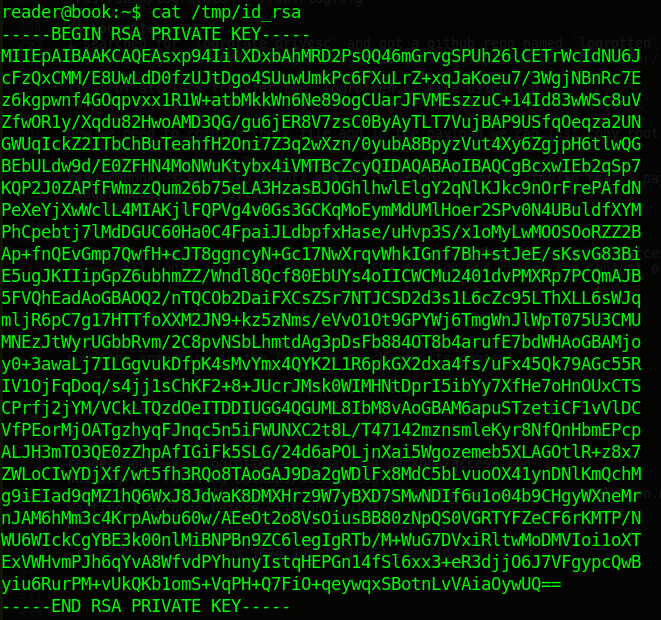 reader@book:~$ cat /tmp/id_rsa
-----BEGIN RSA PRIVATE KEY-----
MIIEpAIBAAKCAQEAsxp94IilXDxbAhMRD2PsQQ46mGrvgSPUh26lCETrWcIdNU6J
cFzQxCMM/E8UwLdD0fzUJtDgo4SUuwUmkPc6FXuLrZ+xqJaKoeu7/3WgjNBnRc7E
z6kgpwnf4GOqpvxx1R1W+atbMkkWn6Ne89ogCUarJFVMEszzuC+14Id83wWSc8uV
ZfwOR1y/Xqdu82HwoAMD3QG/gu6jER8V7zsC0ByAyTLT7VujBAP9USfqOeqza2UN
GWUqIckZ2ITbChBuTeahfH2Oni7Z3q2wXzn/0yubA8BpyzVut4Xy6ZgjpH6tlwQG
BEbULdw9d/E0ZFHN4MoNWuKtybx4iVMTBcZcyQIDAQABAoIBAQCgBcxwIEb2qSp7
KQP2J0ZAPfFWmzzQum26b75eLA3HzasBJOGhlhwlElgY2qNlKJkc9nOrFrePAfdN
PeXeYjXwWclL4MIAKjlFQPVg4v0Gs3GCKqMoEymMdUMlHoer2SPv0N4UBuldfXYM
PhCpebtj7lMdDGUC60Ha0C4FpaiJLdbpfxHase/uHvp3S/x1oMyLwMOOSOoRZZ2B
Ap+fnQEvGmp7QwfH+cJT8ggncyN+Gc17NwXrqvWhkIGnf7Bh+stJeE/sKsvG83Bi
E5ugJKIIipGpZ6ubhmZZ/Wndl8Qcf80EbUYs4oIICWCMu2401dvPMXRp7PCQmAJB
5FVQhEadAoGBAOQ2/nTQCOb2DaiFXCsZSr7NTJCSD2d3s1L6cZc95LThXLL6sWJq
mljR6pC7g17HTTfoXXM2JN9+kz5zNms/eVvO1Ot9GPYWj6TmgWnJlWpT075U3CMU
MNEzJtWyrUGbbRvm/2C8pvNSbLhmtdAg3pDsFb884OT8b4arufE7bdWHAoGBAMjo
y0+3awaLj7ILGgvukDfpK4sMvYmx4QYK2L1R6pkGX2dxa4fs/uFx45Qk79AGc55R
IV1OjFqDoq/s4jj1sChKF2+8+JUcrJMsk0WIMHNtDprI5ibYy7XfHe7oHnOUxCTS
CPrfj2jYM/VCkLTQzdOeITDDIUGG4QGUML8IbM8vAoGBAM6apuSTzetiCF1vVlDC
VfPEorMjOATgzhyqFJnqc5n5iFWUNXC2t8L/T47142mznsmleKyr8NfQnHbmEPcp
ALJH3mTO3QE0zZhpAfIGiFk5SLG/24d6aPOLjnXai5Wgozemeb5XLAGOtlR+z8x7
ZWLoCIwYDjXf/wt5fh3RQo8TAoGAJ9Da2gWDlFx8MdC5bLvuoOX41ynDNlKmQchM
g9iEIad9qMZ1hQ6WxJ8JdwaK8DMXHrz9W7yBXD7SMwNDIf6u1o04b9CHgyWXneMr
nJAM6hMm3c4KrpAwbu60w/AEeOt2o8VsOiusBB80zNpQS0VGRTYFZeCF6rKMTP/N
WU6WIckCgYBE3k00nlMiBNPBn9ZC6legIgRTb/M+WuG7DVxiRltwMoDMVIoi1oXT
ExVWHvmPJh6qYvA8WfvdPYhunyIstqHEPGn14fSl6xx3+eR3djjO6J7VFgypcQwB
yiu6RurPM+vUkQKb1omS+VqPH+Q7FiO+qeywqxSBotnLvVAiaOywUQ==
-----END RSA PRIVATE KEY-----